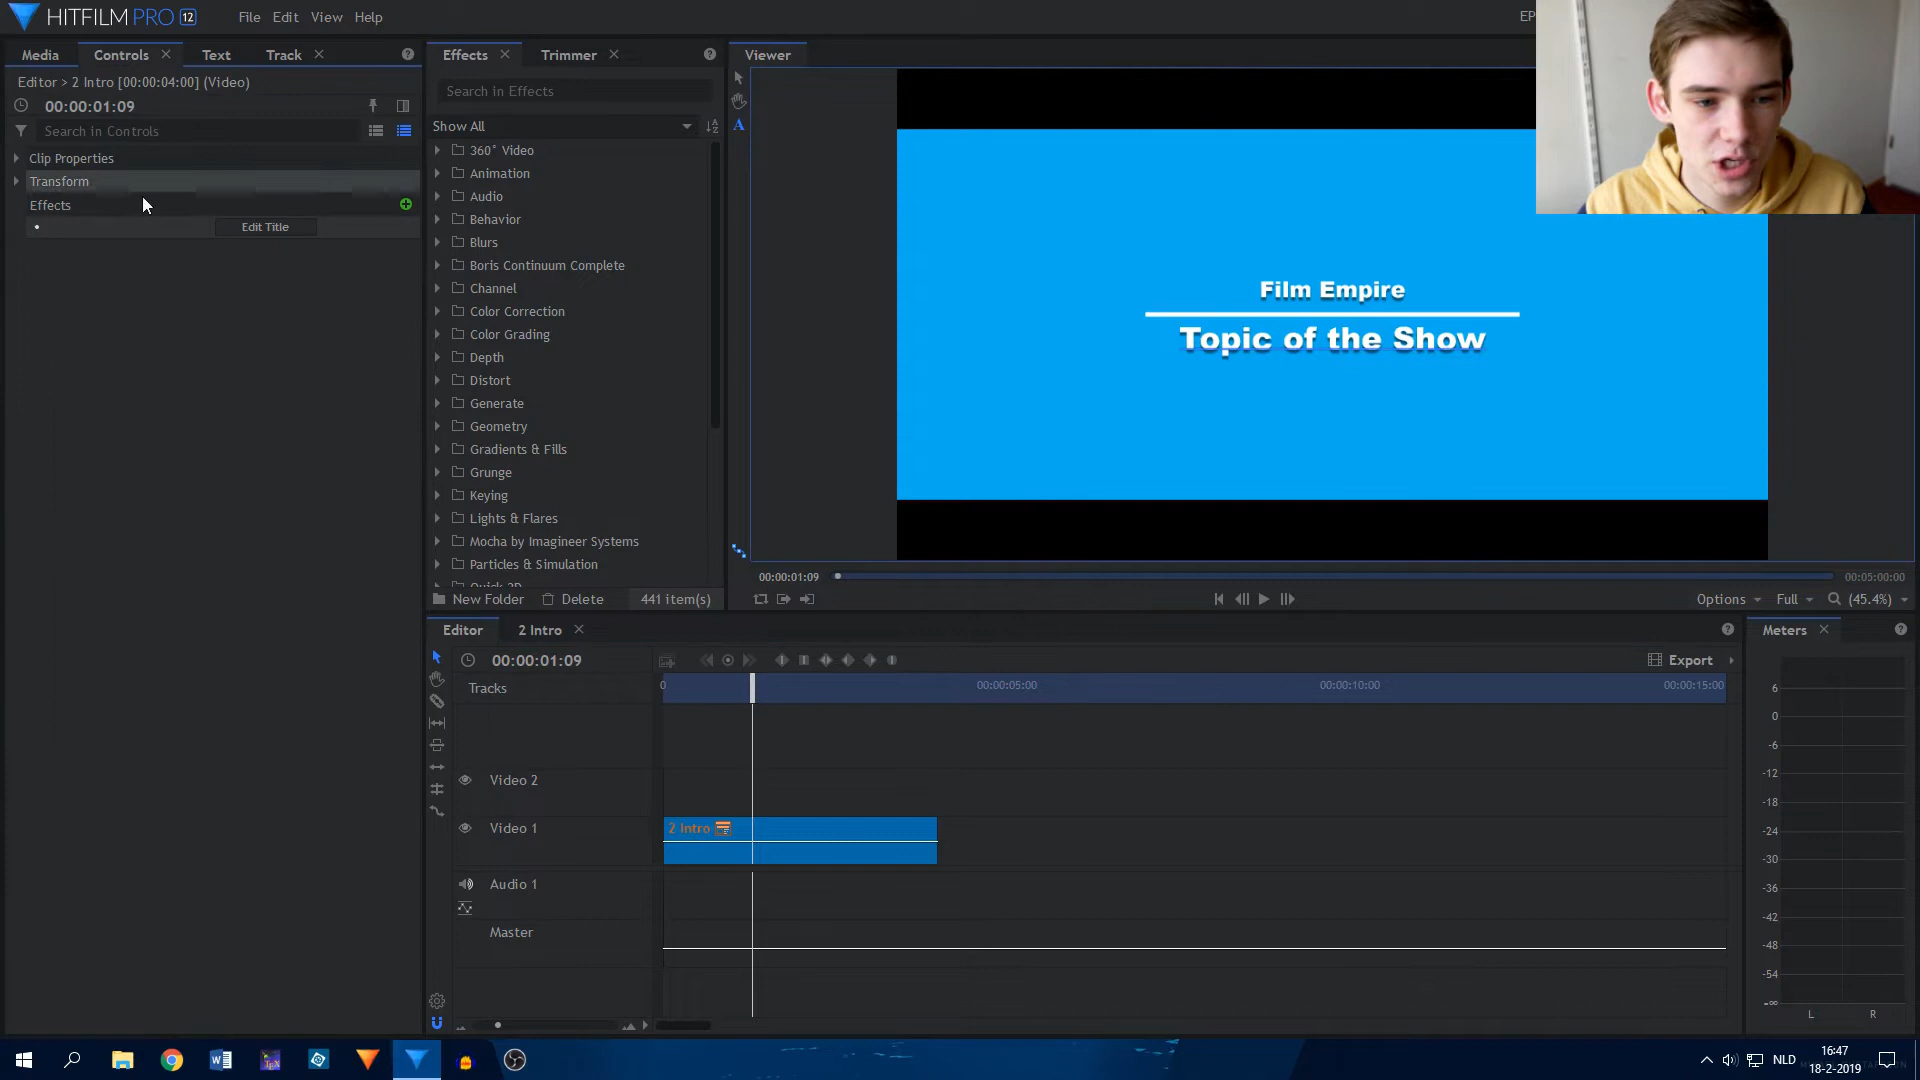 HITFILM PRO 12
File Edit View Help
EP
Media Controls Text Track
Editor > 2 Intro [00:00:04:00] (Video)
00:00:01:09
Search in Controls
Clip Properties
Transform
Effects
Edit Title
Effects Trimmer
Search in Effects
Show All
360° Video
Animation
Audio
Behavior
Blurs
Boris Continuum Complete
Channel
Color Correction
Color Grading
Depth
Distort
Generate
Geometry
Gradients & Fills
Grunge
Keying
Lights & Flares
Mocha by Imagineer Systems
Particles & Simulation
Quick 3D
New Folder Delete 441 item(s)
Viewer
Film Empire
Topic of the Show
00:00:01:09
00:05:00:00
Options Full (45.4%)
Editor 2 Intro
00:00:01:09
Export
Tracks
0 00:00:05:00 00:00:10:00 00:00:15:00
Video 2
Video 1
2 Intro
Audio 1
Master
Meters
6
0
-6
-12
-18
-24
-30
-36
-42
-48
-54
-∞
L R
NLD
16:47
18-2-2019